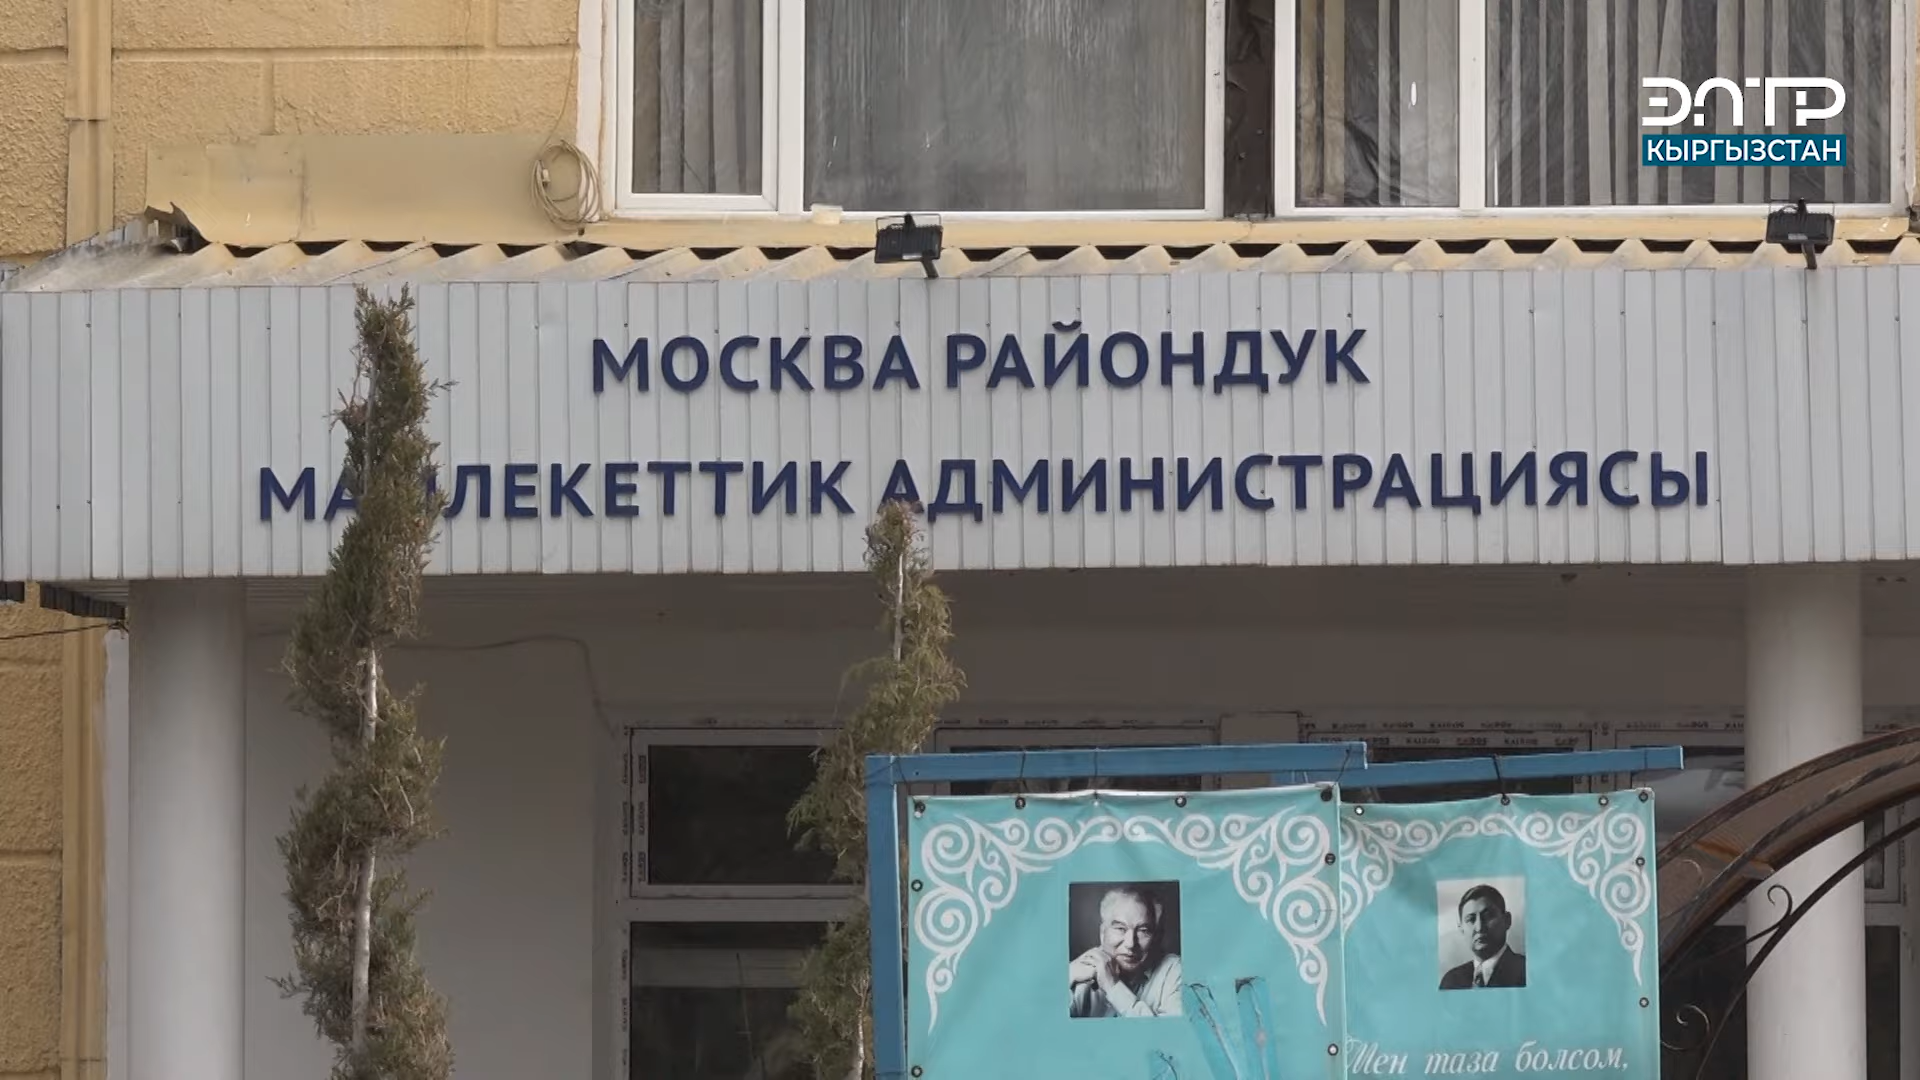 ЭЛТР
КЫРГЫЗСТАН
МОСКВА РАЙОНДУК
МАМЛЕКЕТТИК АДМИНИСТРАЦИЯСЫ
Мен таза болсом,